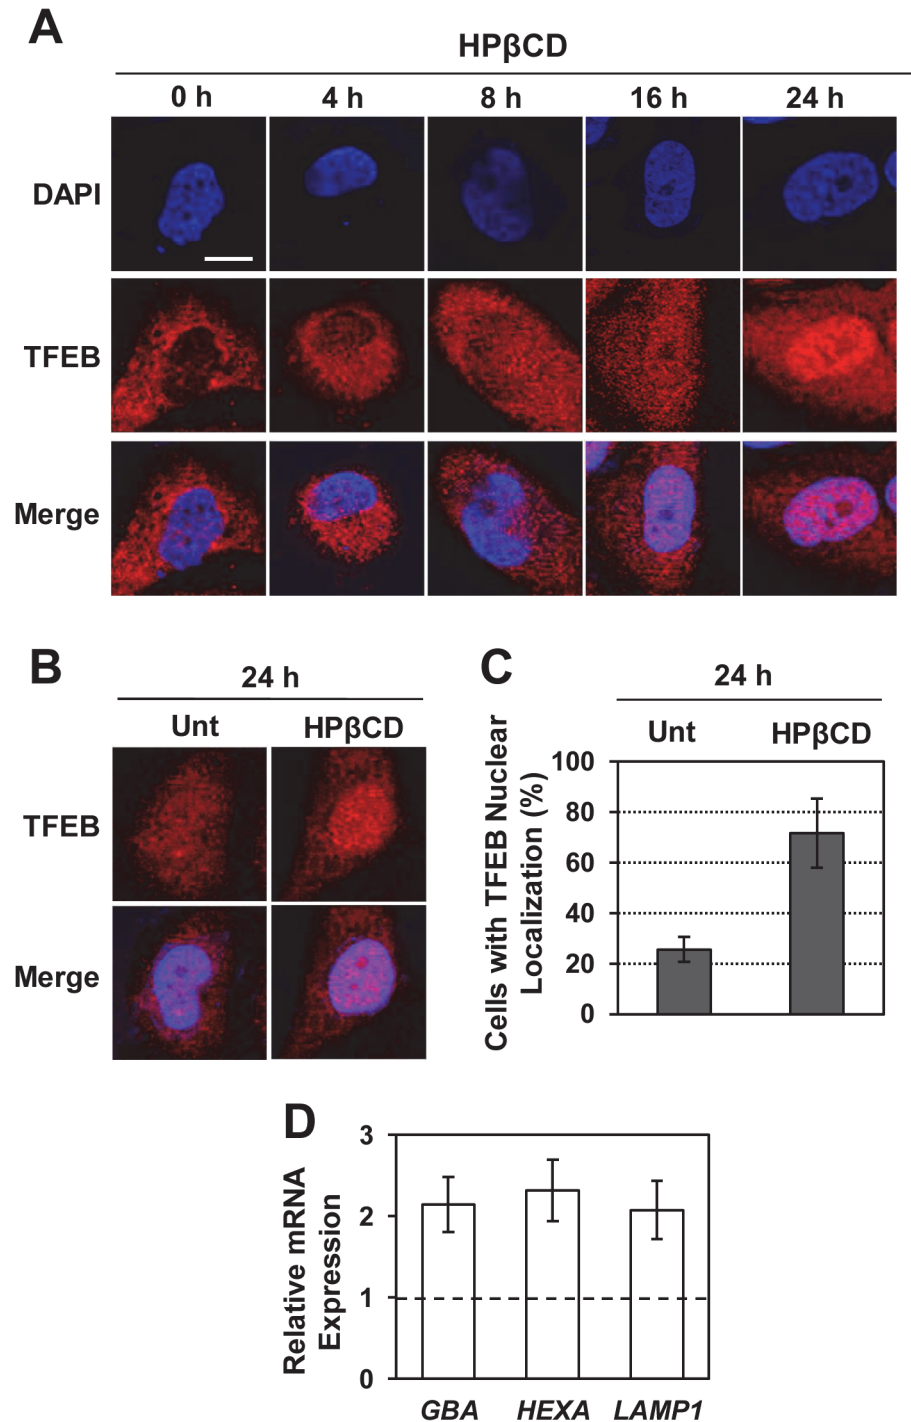 A
HPβCD
0 h 4 h 8 h 16 h 24 h
DAPI
TFEB
Merge
B
24 h
Unt HPβCD
TFEB
Merge
C
24 h
Unt HPβCD
Cells with TFEB Nuclear
Localization (%)
100
80
60
40
20
0
D
Relative mRNA
Expression
3
2
1
0
GBA HEXA LAMP1